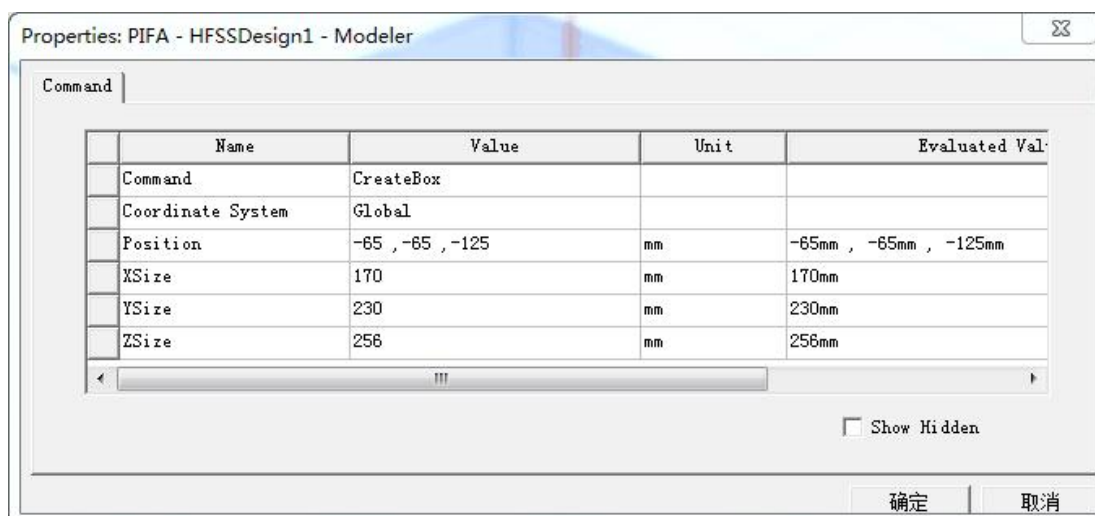 Properties: PIFA - HFSSDesign1 - Modeler
Command
Name Value Unit Evaluated Val
Command CreateBox
Coordinate System Global
Position -65 ,-65 ,-125 mm -65mm , -65mm , -125mm
XSize 170 mm 170mm
YSize 230 mm 230mm
ZSize 256 mm 256mm
Show Hidden
确定 取消